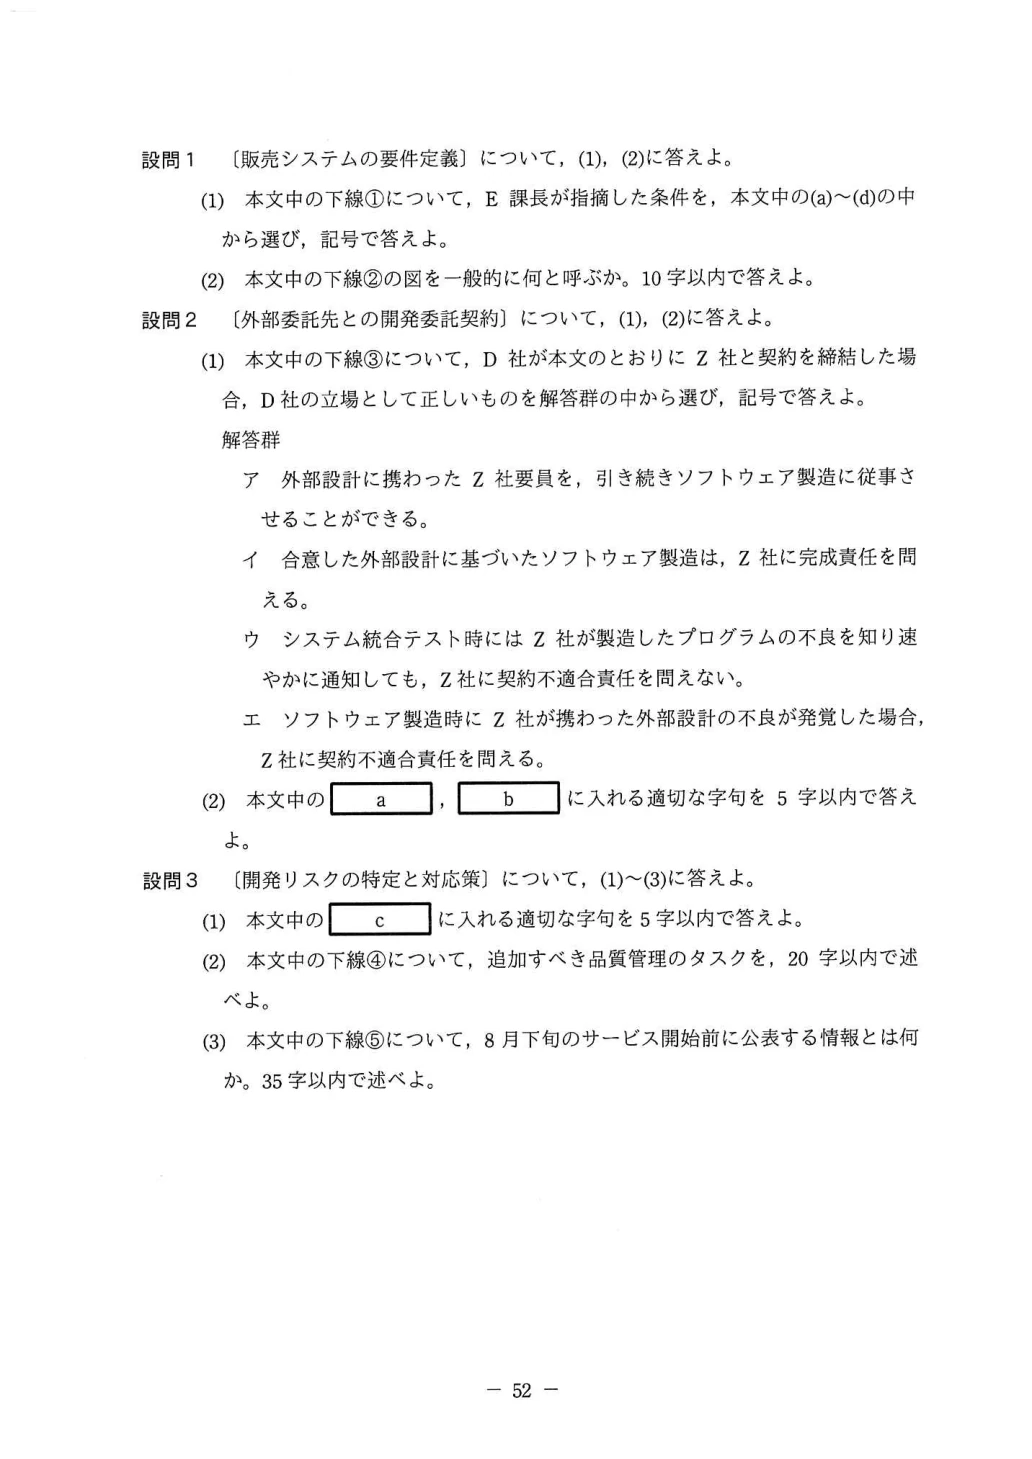 設問1 〔販売システムの要件定義〕について，(1)，(2)に答えよ。
(1) 本文中の下線①について，E 課長が指摘した条件を，本文中の(a)～(d)の中
から選び，記号で答えよ。
(2) 本文中の下線②の図を一般的に何と呼ぶか。10 字以内で答えよ。
設問2 〔外部委託先との開発委託契約〕について，(1)，(2)に答えよ。
(1) 本文中の下線③について，D 社が本文のとおりに Z 社と契約を締結した場
合，D 社の立場として正しいものを解答群の中から選び，記号で答えよ。
解答群
ア 外部設計に携わった Z 社要員を，引き続きソフトウェア製造に従事さ
せることができる。
イ 合意した外部設計に基づいたソフトウェア製造は，Z 社に完成責任を問
える。
ウ システム統合テスト時には Z 社が製造したプログラムの不良を知り速
やかに通知しても，Z 社に契約不適合責任を問えない。
エ ソフトウェア製造時に Z 社が携わった外部設計の不良が発覚した場合，
Z 社に契約不適合責任を問える。
(2) 本文中の a ， b に入れる適切な字句を 5 字以内で答え
よ。
設問3 〔開発リスクの特定と対応策〕について，(1)～(3)に答えよ。
(1) 本文中の c に入れる適切な字句を 5 字以内で答えよ。
(2) 本文中の下線④について，追加すべき品質管理のタスクを，20 字以内で述
べよ。
(3) 本文中の下線⑤について，8 月下旬のサービス開始前に公表する情報とは何
か。35 字以内で述べよ。
－ 52 －